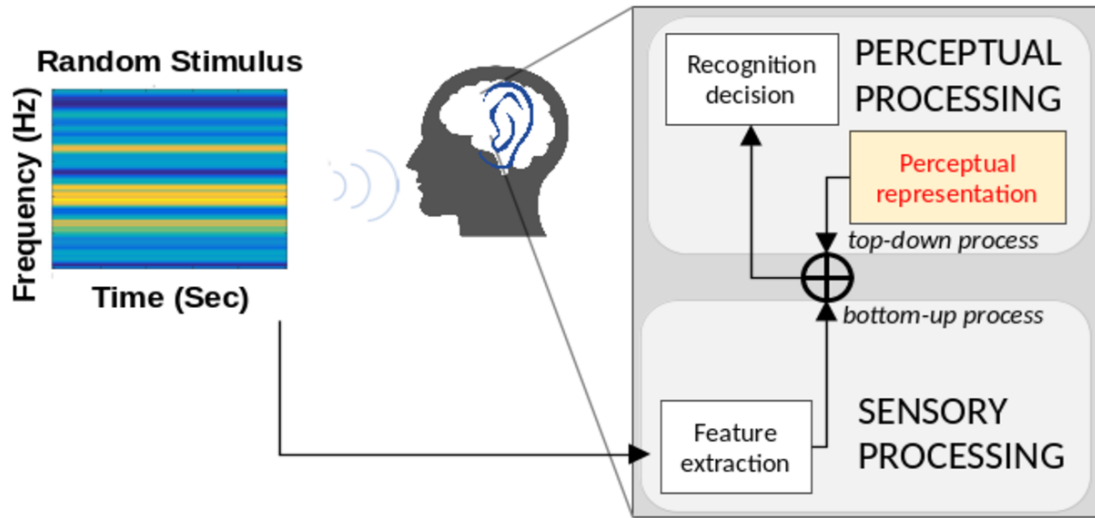 Random Stimulus
Frequency (Hz)
Time (Sec)
PERCEPTUAL
PROCESSING
Recognition
decision
Perceptual
representation
top-down process
bottom-up process
SENSORY
PROCESSING
Feature
extraction